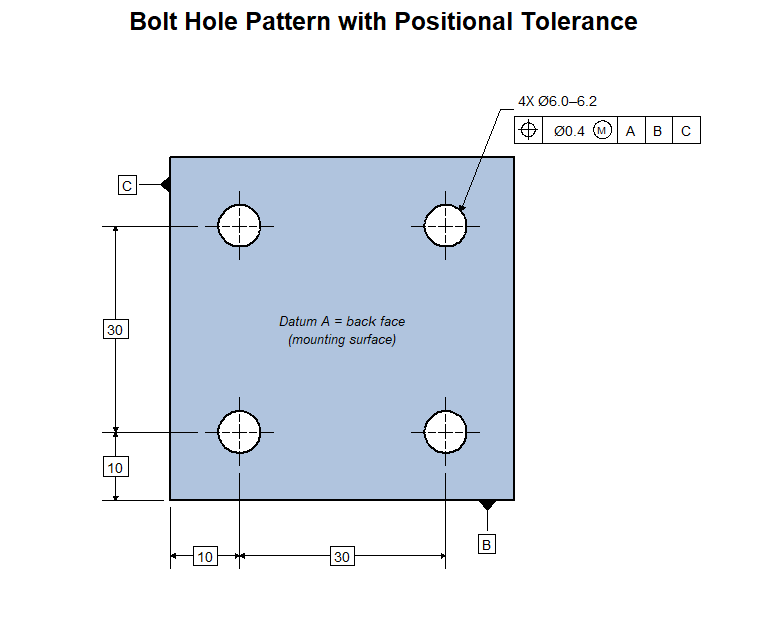 Bolt Hole Pattern with Positional Tolerance
4X Ø6.0–6.2
⌖ Ø0.4 Ⓜ A B C
C
30
Datum A = back face
(mounting surface)
10
10
30
B